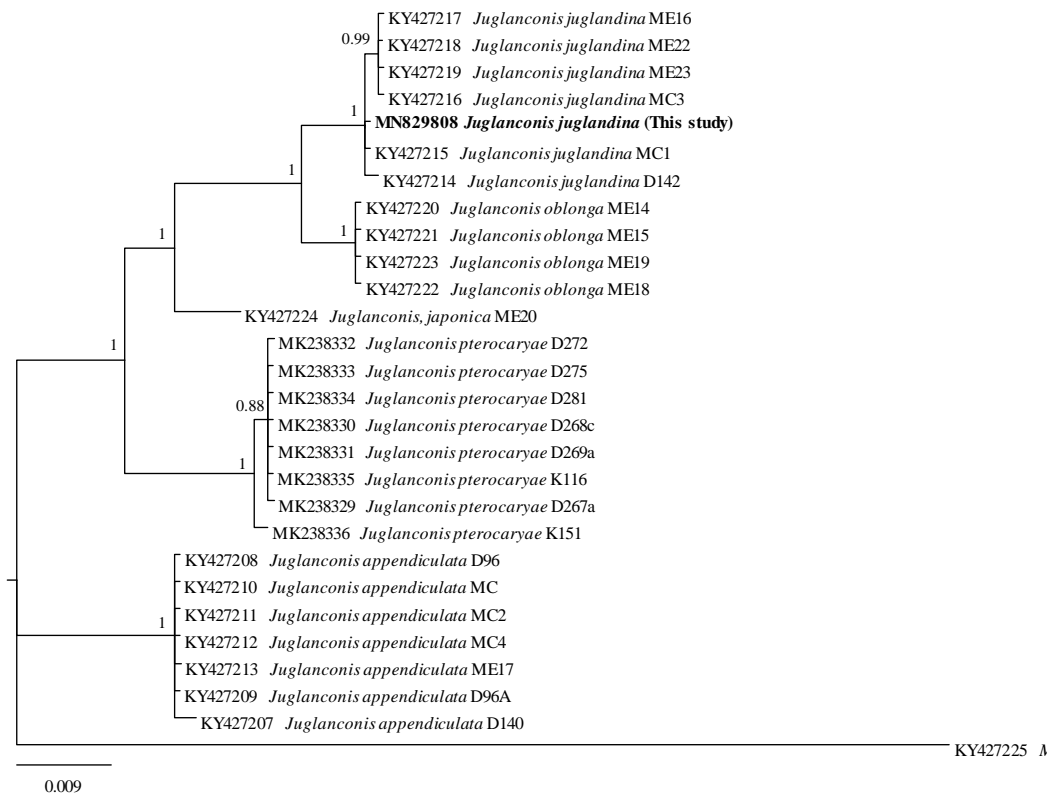 KY427217 Juglanconis juglandina ME16
0.99
KY427218 Juglanconis juglandina ME22
KY427219 Juglanconis juglandina ME23
KY427216 Juglanconis juglandina MC3
1
MN829808 Juglanconis juglandina (This study)
KY427215 Juglanconis juglandina MC1
1
KY427214 Juglanconis juglandina D142
KY427220 Juglanconis oblonga ME14
1
1
KY427221 Juglanconis oblonga ME15
KY427223 Juglanconis oblonga ME19
KY427222 Juglanconis oblonga ME18
KY427224 Juglanconis, japonica ME20
1
MK238332 Juglanconis pterocaryae D272
MK238333 Juglanconis pterocaryae D275
MK238334 Juglanconis pterocaryae D281
0.88
MK238330 Juglanconis pterocaryae D268c
MK238331 Juglanconis pterocaryae D269a
1
MK238335 Juglanconis pterocaryae K116
MK238329 Juglanconis pterocaryae D267a
MK238336 Juglanconis pterocaryae K151
KY427208 Juglanconis appendiculata D96
KY427210 Juglanconis appendiculata MC
KY427211 Juglanconis appendiculata MC2
1
KY427212 Juglanconis appendiculata MC4
KY427213 Juglanconis appendiculata ME17
KY427209 Juglanconis appendiculata D96A
KY427207 Juglanconis appendiculata D140
KY427225
0.009